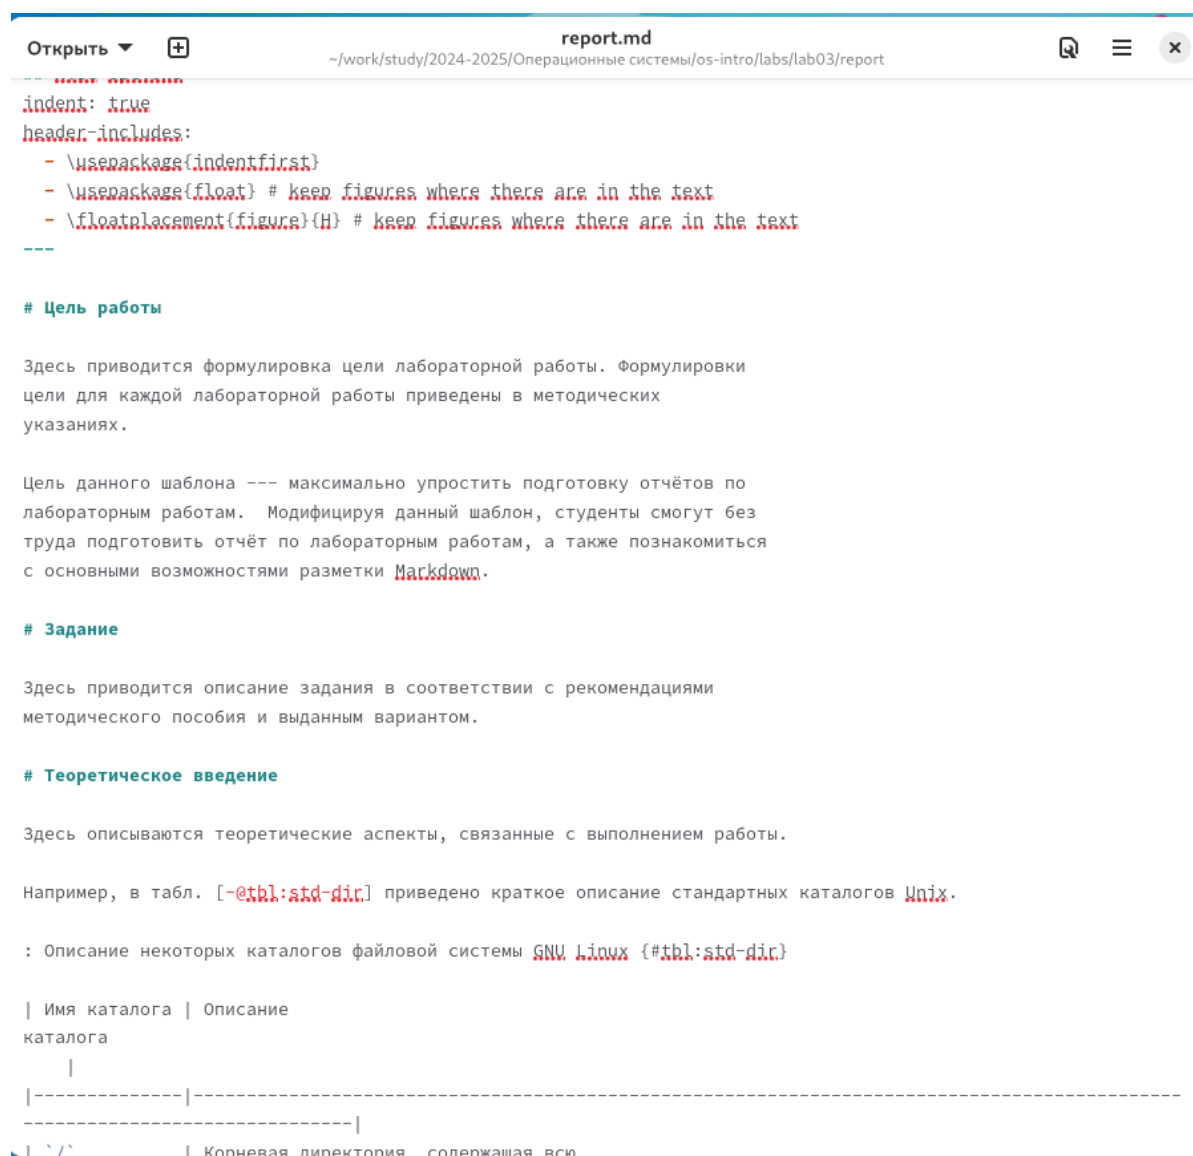 Открыть
report.md
~/work/study/2024-2025/Операционные системы/os-intro/labs/lab03/report
indent: true
header-includes:
  - \usepackage{indentfirst}
  - \usepackage{float} # keep figures where there are in the text
  - \floatplacement{figure}{H} # keep figures where there are in the text
---
# Цель работы
Здесь приводится формулировка цели лабораторной работы. Формулировки
цели для каждой лабораторной работы приведены в методических
указаниях.
Цель данного шаблона --- максимально упростить подготовку отчётов по
лабораторным работам.  Модифицируя данный шаблон, студенты смогут без
труда подготовить отчёт по лабораторным работам, а также познакомиться
с основными возможностями разметки Markdown.
# Задание
Здесь приводится описание задания в соответствии с рекомендациями
методического пособия и выданным вариантом.
# Теоретическое введение
Здесь описываются теоретические аспекты, связанные с выполнением работы.
Например, в табл. [-@tbl:std-dir] приведено краткое описание стандартных каталогов Unix.
: Описание некоторых каталогов файловой системы GNU Linux {#tbl:std-dir}
| Имя каталога | Описание
каталога
    |
|--------------|---------------------------------------------------------------------------------------------
-------------------------------|
| `/`          | Корневая директория, содержащая всю